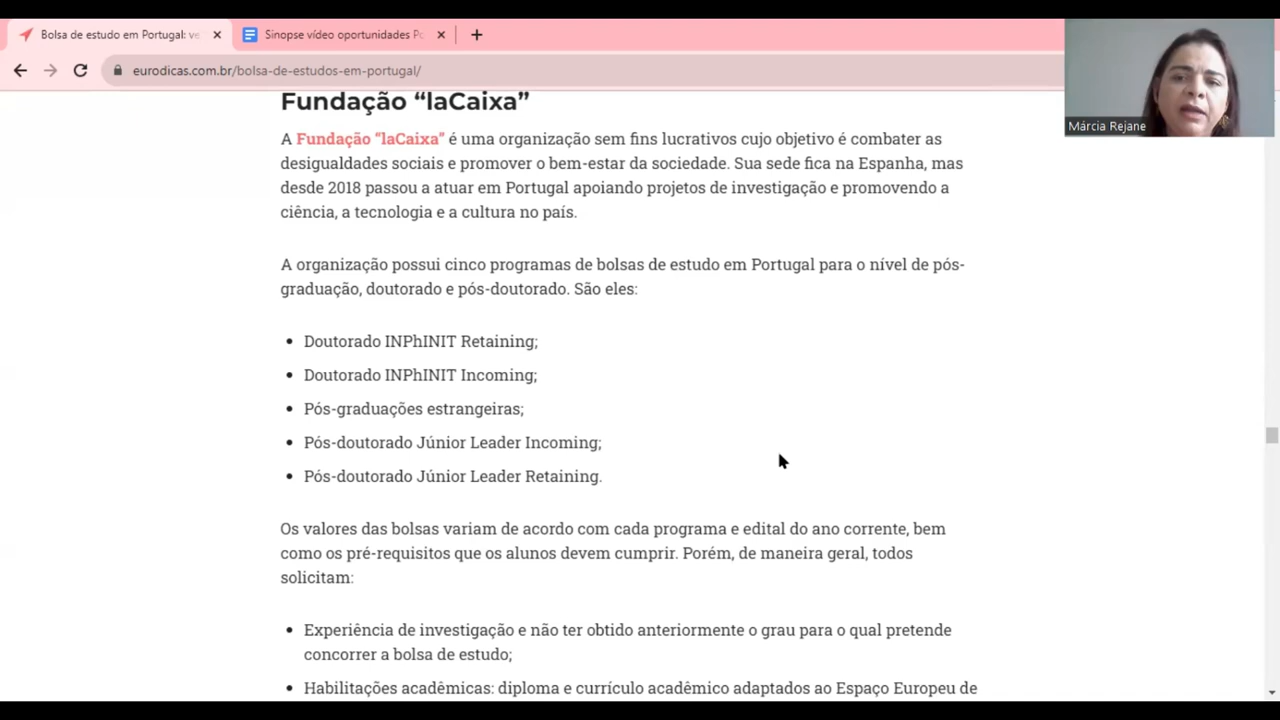 Bolsa de estudo em Portugal: ve
Sinopse vídeo oportunidades Po
eurodicas.com.br/bolsa-de-estudos-em-portugal/
Márcia Rejane
Fundação “laCaixa”
A Fundação “laCaixa” é uma organização sem fins lucrativos cujo objetivo é combater as
desigualdades sociais e promover o bem-estar da sociedade. Sua sede fica na Espanha, mas
desde 2018 passou a atuar em Portugal apoiando projetos de investigação e promovendo a
ciência, a tecnologia e a cultura no país.
A organização possui cinco programas de bolsas de estudo em Portugal para o nível de pós-
graduação, doutorado e pós-doutorado. São eles:
• Doutorado INPhINIT Retaining;
• Doutorado INPhINIT Incoming;
• Pós-graduações estrangeiras;
• Pós-doutorado Júnior Leader Incoming;
• Pós-doutorado Júnior Leader Retaining.
Os valores das bolsas variam de acordo com cada programa e edital do ano corrente, bem
como os pré-requisitos que os alunos devem cumprir. Porém, de maneira geral, todos
solicitam:
• Experiência de investigação e não ter obtido anteriormente o grau para o qual pretende
concorrer a bolsa de estudo;
• Habilitações acadêmicas: diploma e currículo acadêmico adaptados ao Espaço Europeu de